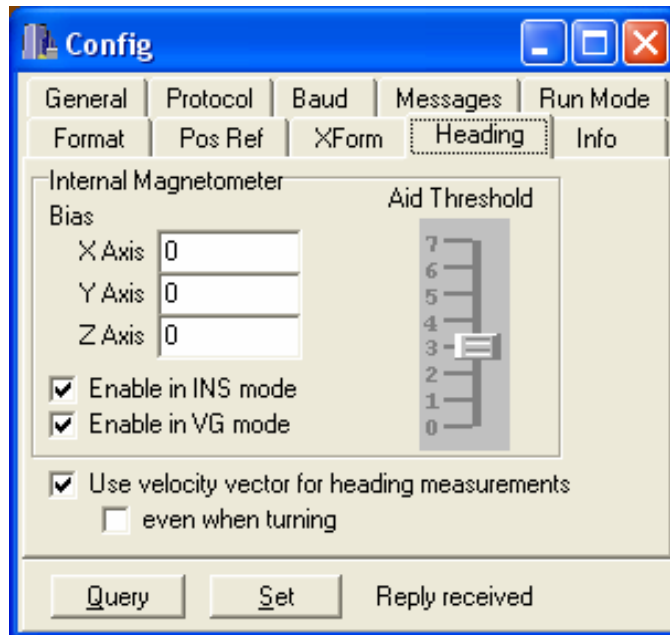 Config
General Protocol Baud Messages Run Mode
Format Pos Ref XForm Heading Info
Internal Magnetometer
Aid Threshold
Bias
X Axis 0
Y Axis 0
Z Axis 0
7
6
5
4
3
2
1
0
Enable in INS mode
Enable in VG mode
Use velocity vector for heading measurements
even when turning
Query Set Reply received